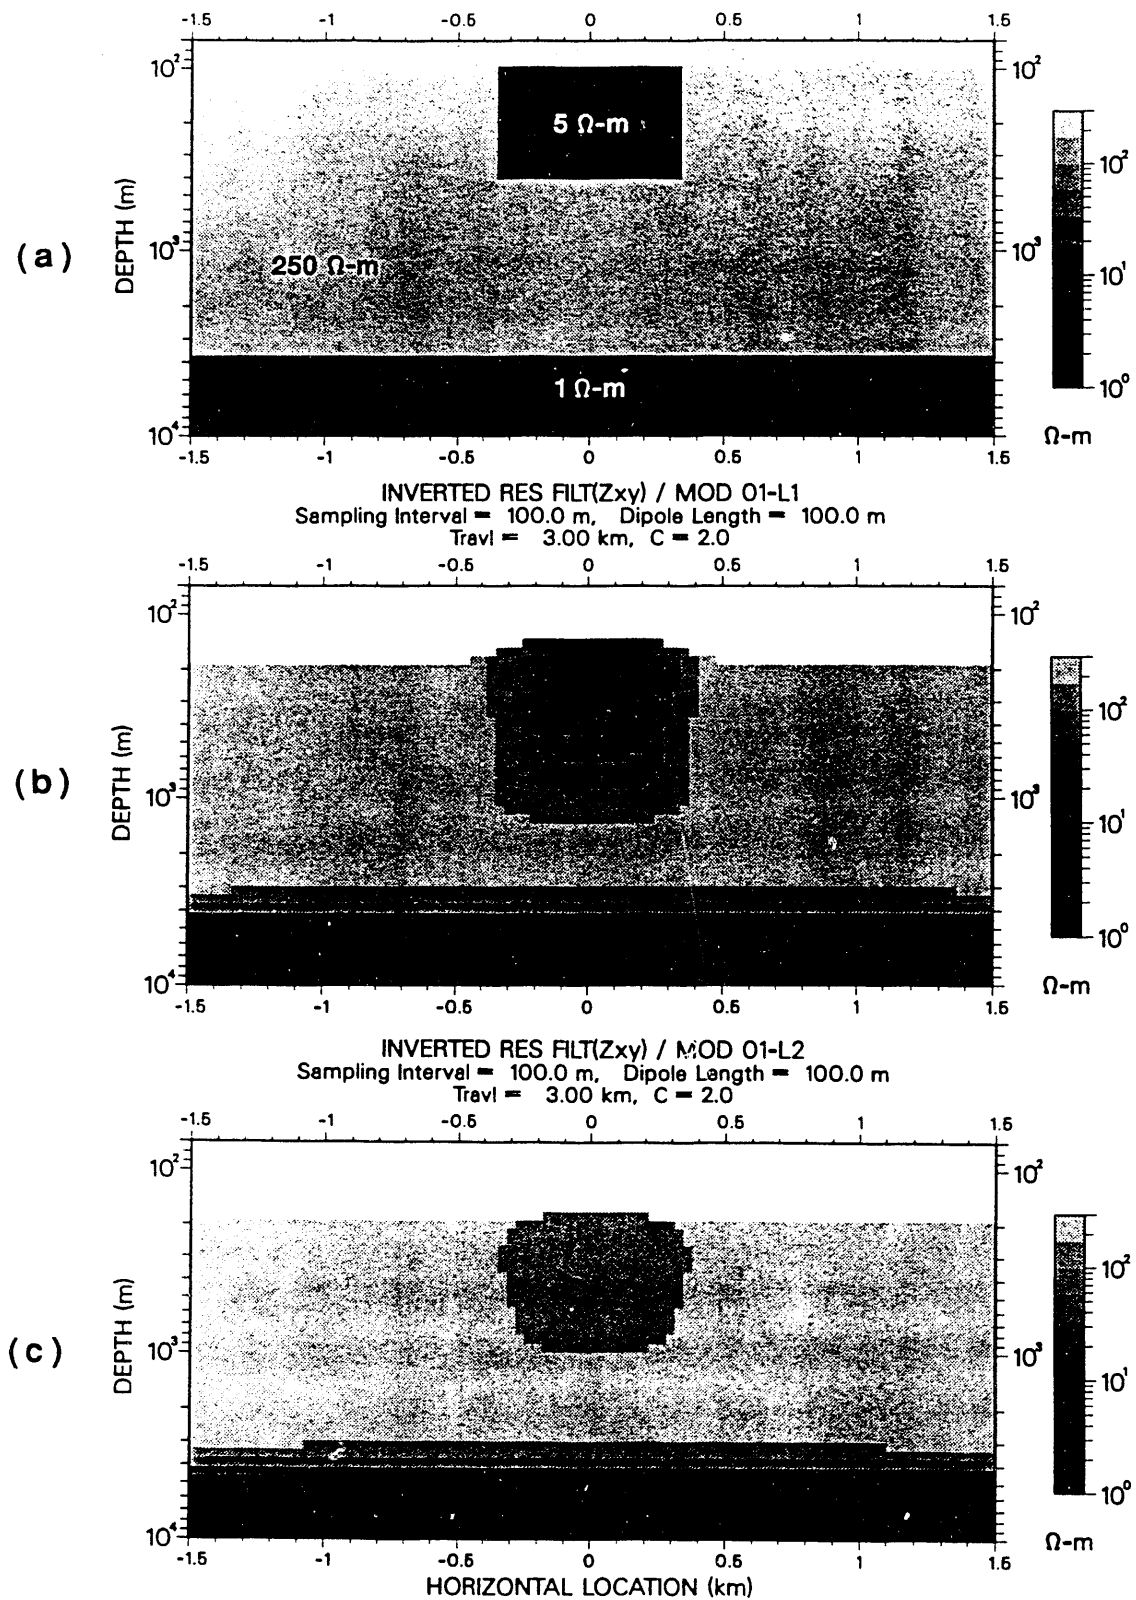 -1.5 -1 -0.5 0 0.5 1 1.5
10² 10²
5 Ω-m
10²
DEPTH (m)
(a) 10³ 10³
250 Ω-m
10¹
1 Ω-m
10⁰
10⁴
Ω-m
-1.5 -1 -0.5 0 0.5 1 1.5
INVERTED RES FILT(Zxy) / MOD 01-L1
Sampling Interval = 100.0 m, Dipole Length = 100.0 m
Travl = 3.00 km, C = 2.0
-1.5 -1 -0.5 0 0.5 1 1.5
10² 10²
10²
DEPTH (m)
(b) 10³ 10³
10¹
10⁰
10⁴
Ω-m
-1.5 -1 -0.5 0 0.5 1 1.5
INVERTED RES FILT(Zxy) / MOD 01-L2
Sampling Interval = 100.0 m, Dipole Length = 100.0 m
Travl = 3.00 km, C = 2.0
-1.5 -1 -0.5 0 0.5 1 1.5
10² 10²
10²
DEPTH (m)
(c) 10³ 10³
10¹
10⁰
10⁴
Ω-m
-1.5 -1 -0.5 0 0.5 1 1.5
HORIZONTAL LOCATION (km)